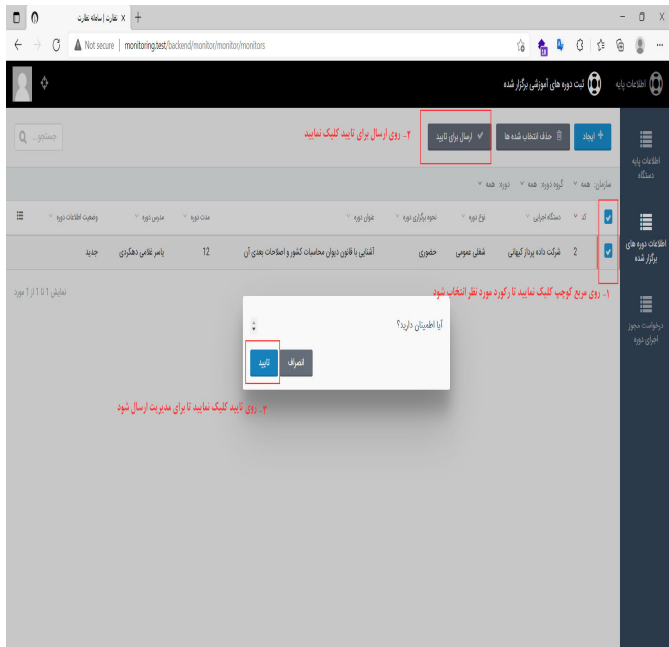 نظارت | سامانه نظارت
Not secure | monitoring.test/backend/monitor/monitor/monitors
اطلاعات پایه
ثبت دوره های آموزشی برگزار شده
ایجاد
حذف انتخاب شده ها
ارسال برای تایید
۲_ روی ارسال برای تایید کلیک نمایید
جستجو...
اطلاعات پایه
دستگاه
سازمان: همه گروه دوره: همه دوره: همه
کد دستگاه اجرایی نوع دوره نحوه برگزاری دوره عنوان دوره مدت دوره مدرس دوره وضعیت اطلاعات دوره
2 شرکت داده پرداز کیهانی شغلی عمومی حضوری آشنایی با قانون دیوان محاسبات کشور و اصلاحات بعدی آن 12 یاسر غلامی دهکردی جدید
اطلاعات دوره های
برگزار شده
نمایش 1 تا 1 از 1 مورد
۱_ روی مربع کوچپ کلیک نمایید تا رکورد مورد نظر انتخاب شود
درخواست مجوز
اجرای دوره
آیا اطمینان دارید؟
انصراف
تایید
۳_ روی تایید کلیک نمایید تا برای مدیریت ارسال شود